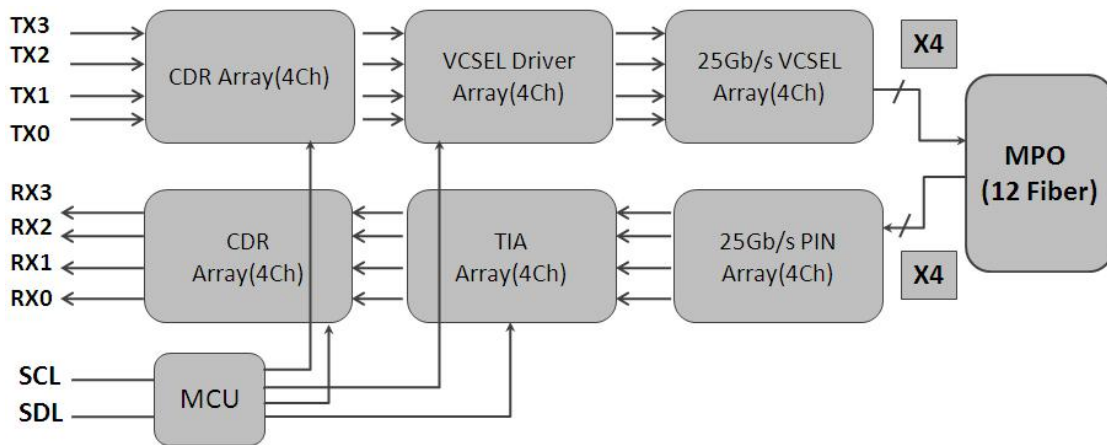 TX3
TX2
TX1
TX0
CDR Array(4Ch)
VCSEL Driver
Array(4Ch)
25Gb/s VCSEL
Array(4Ch)
X4
MPO
(12 Fiber)
RX3
RX2
RX1
RX0
CDR
Array(4Ch)
TIA
Array(4Ch)
25Gb/s PIN
Array(4Ch)
X4
SCL
SDL
MCU